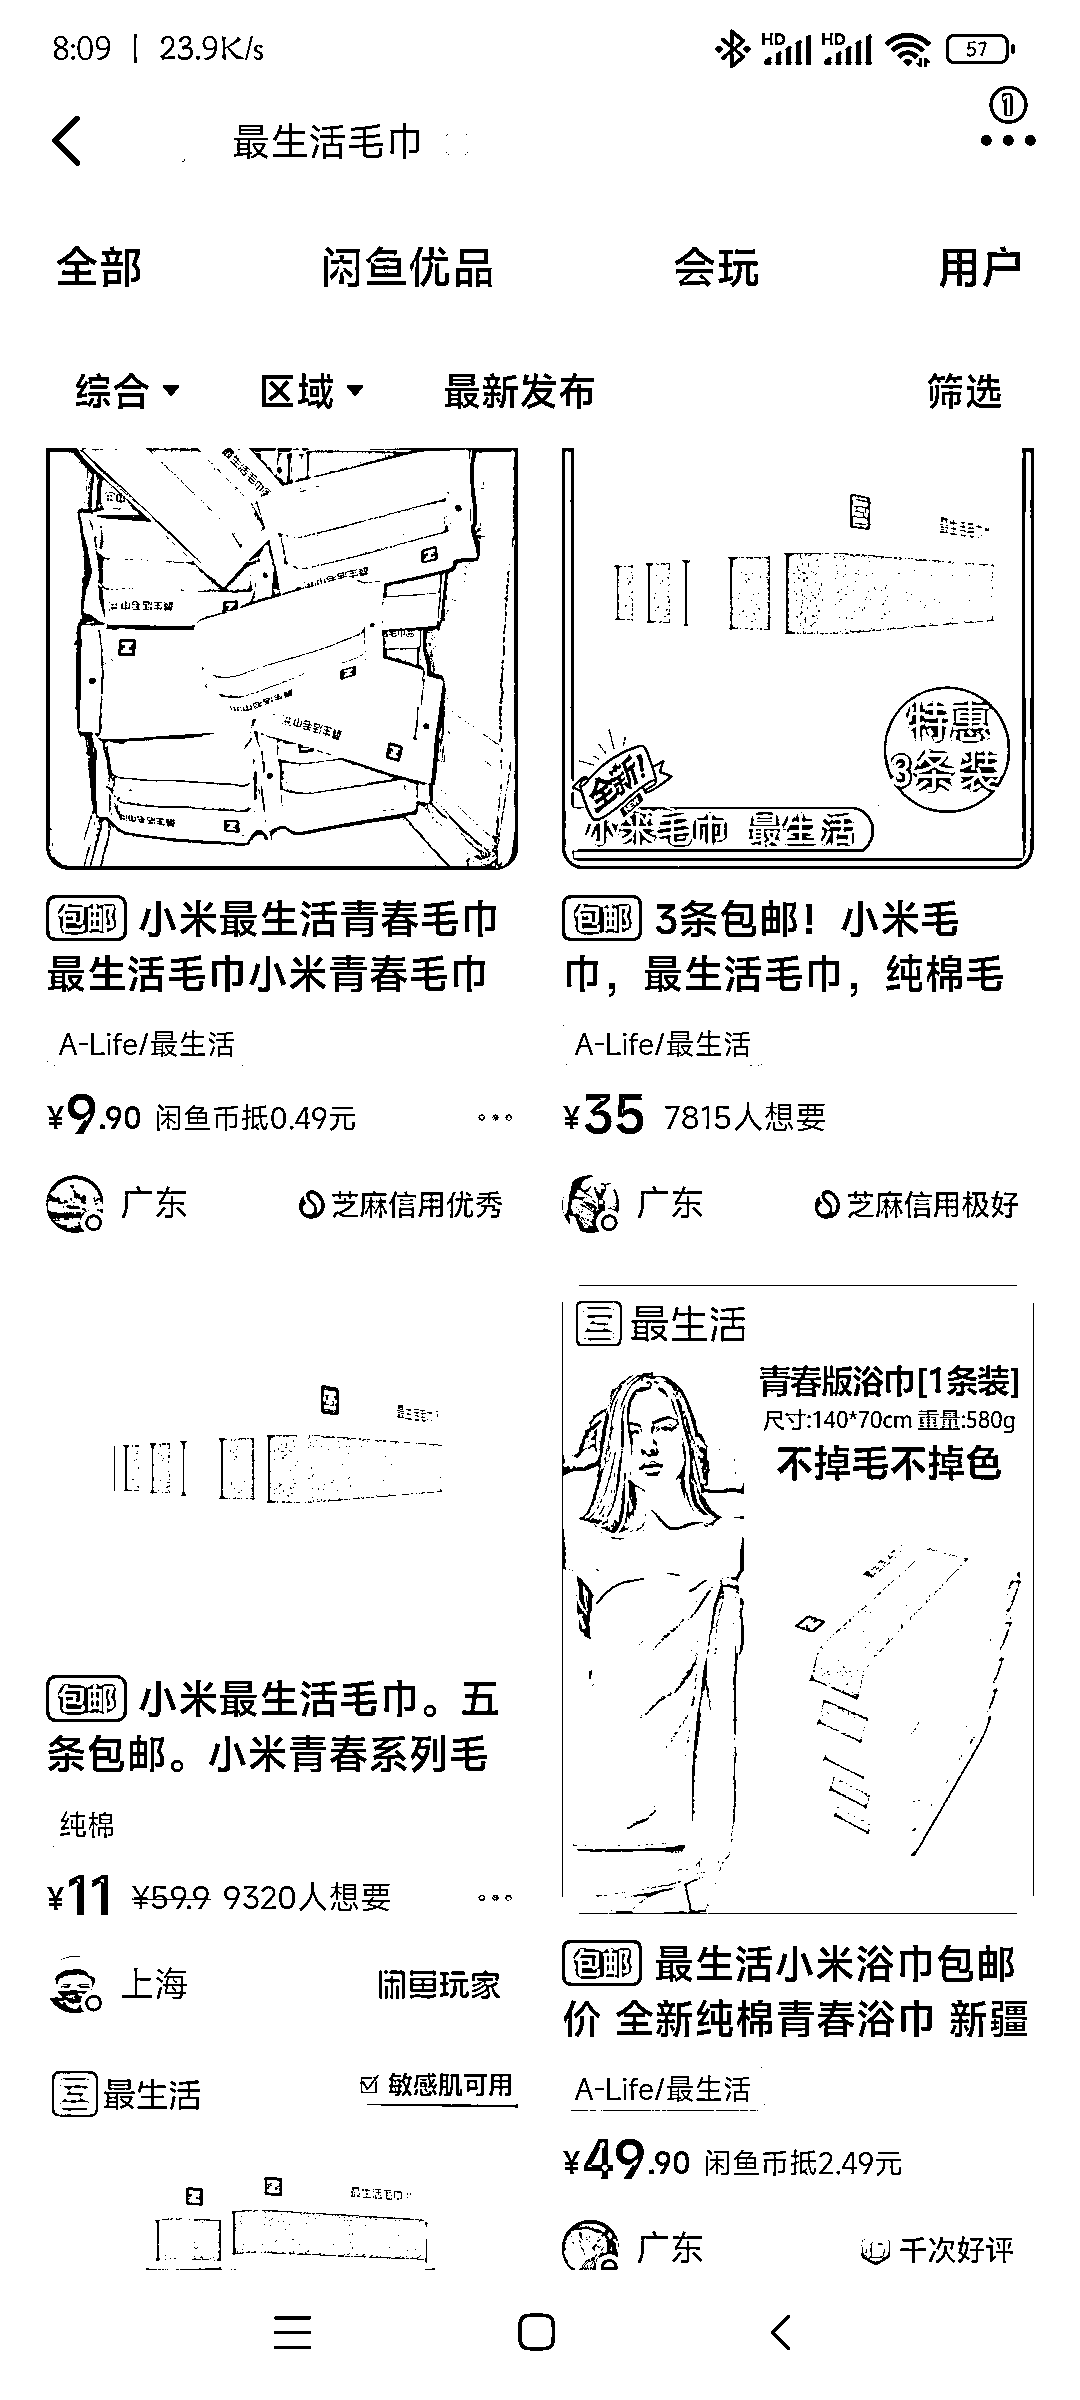 8:09 | 23.9K/s
HD HD 57
1
最生活毛巾
全部 闲鱼优品 会玩 用户
综合 区域 最新发布 筛选
最生活毛巾
特惠
3条装
全新!
小米毛巾 最生活
包邮 小米最生活青春毛巾
最生活毛巾小米青春毛巾
A-Life/最生活
¥9.90 闲鱼币抵0.49元
广东 芝麻信用优秀
包邮 3条包邮！小米毛
巾，最生活毛巾，纯棉毛
A-Life/最生活
¥35 7815人想要
广东 芝麻信用极好
包邮 小米最生活毛巾。五
条包邮。小米青春系列毛
纯棉
¥11 ¥59.9 9320人想要
上海 闲鱼玩家
最生活
青春版浴巾[1条装]
尺寸:140*70cm 重量:580g
不掉毛不掉色
包邮 最生活小米浴巾包邮
价 全新纯棉青春浴巾 新疆
A-Life/最生活
¥49.90 闲鱼币抵2.49元
广东 千次好评
最生活 敏感肌可用
最生活毛巾